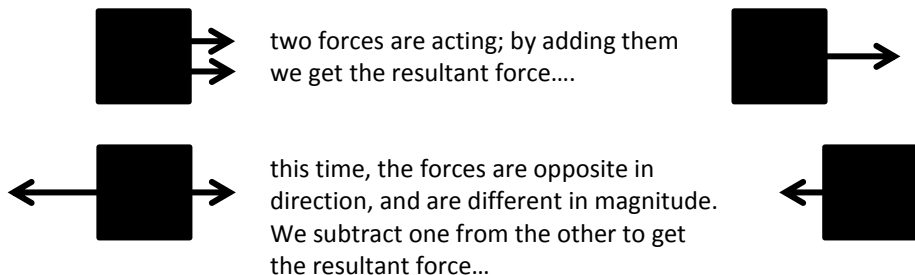 two forces are acting; by adding them
we get the resultant force….
this time, the forces are opposite in
direction, and are different in magnitude.
We subtract one from the other to get
the resultant force…